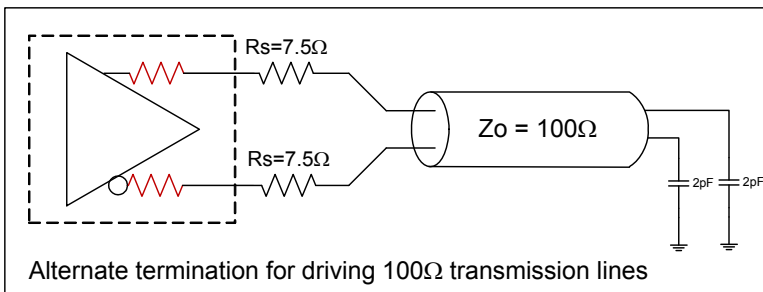 Rs=7.5Ω
Rs=7.5Ω
Zo = 100Ω
2pF
2pF
Alternate termination for driving 100Ω transmission lines